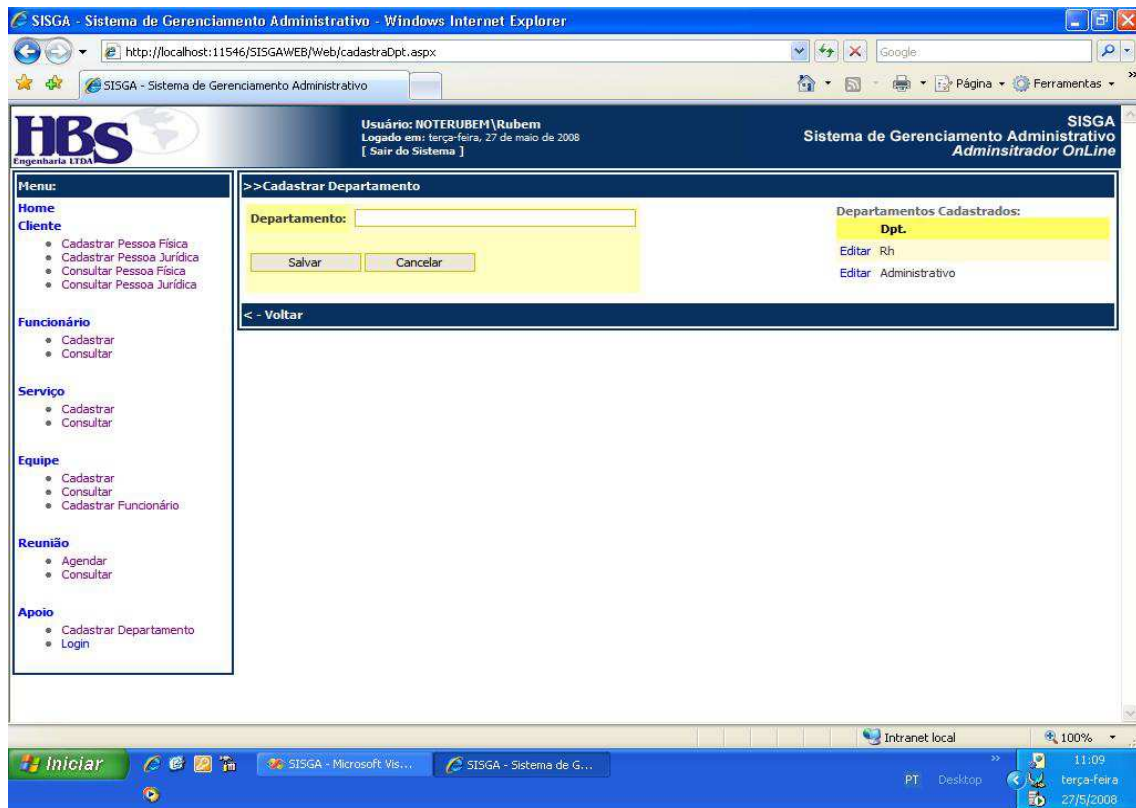 SISGA - Sistema de Gerenciamento Administrativo - Windows Internet Explorer
http://localhost:11546/SISGAWEB/Web/cadastraDpt.aspx
Google
SISGA - Sistema de Gerenciamento Administrativo
Página
Ferramentas
HBS
Engenharia LTDA
Usuário: NOTERUBEM\Rubem
Logado em: terça-feira, 27 de maio de 2008
[ Sair do Sistema ]
SISGA
Sistema de Gerenciamento Administrativo
Adminsitrador OnLine
Menu:
Home
Cliente
Cadastrar Pessoa Física
Cadastrar Pessoa Jurídica
Consultar Pessoa Física
Consultar Pessoa Jurídica
Funcionário
Cadastrar
Consultar
Serviço
Cadastrar
Consultar
Equipe
Cadastrar
Consultar
Cadastrar Funcionário
Reunião
Agendar
Consultar
Apoio
Cadastrar Departamento
Login
>>Cadastrar Departamento
Departamento:
Salvar Cancelar
Departamentos Cadastrados:
Dpt.
Editar Rh
Editar Administrativo
< - Voltar
Intranet local
100%
Iniciar
SISGA - Microsoft Vis...
SISGA - Sistema de G...
PT
Desktop
11:09
terça-feira
27/5/2008